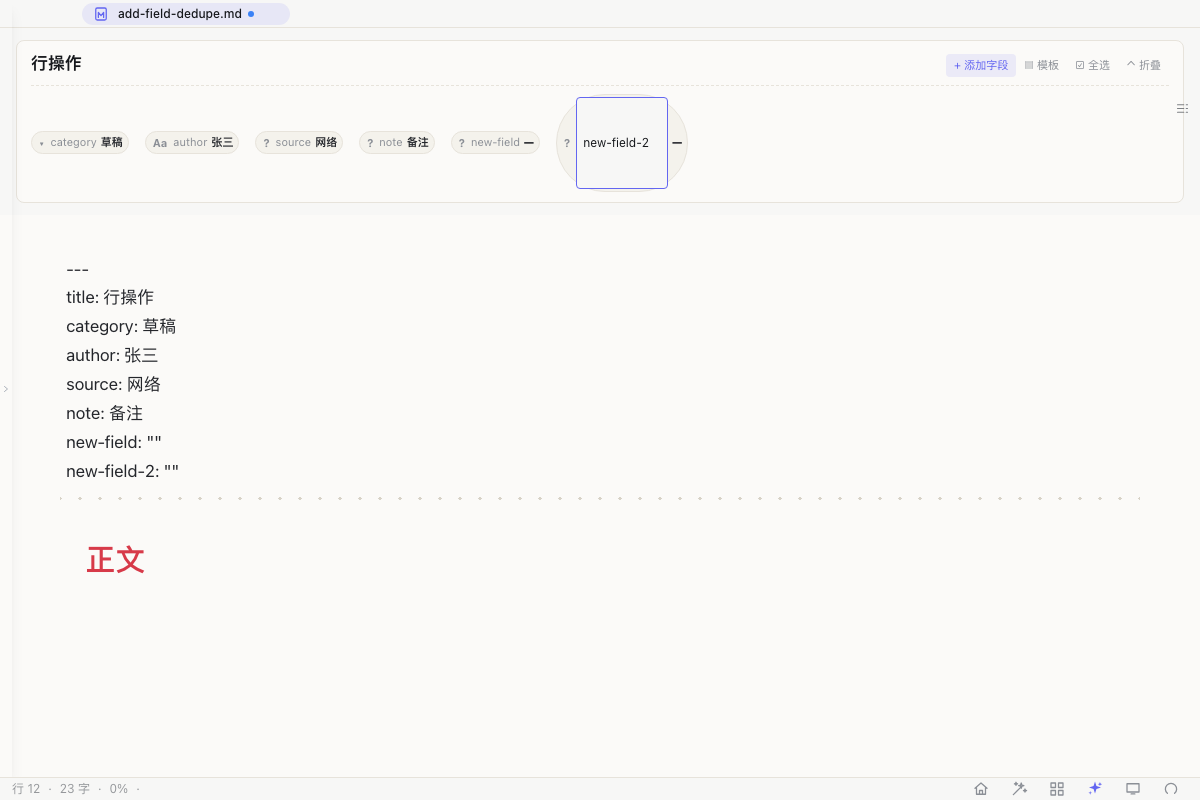 add-field-dedupe.md
行操作
+ 添加字段 模板 全选 折叠
category 草稿 Aa author 张三 ? source 网络 ? note 备注 ? new-field — ? new-field-2 —
---
title: 行操作
category: 草稿
author: 张三
source: 网络
note: 备注
new-field: ""
new-field-2: ""
正文
行 12 · 23 字 · 0% ·